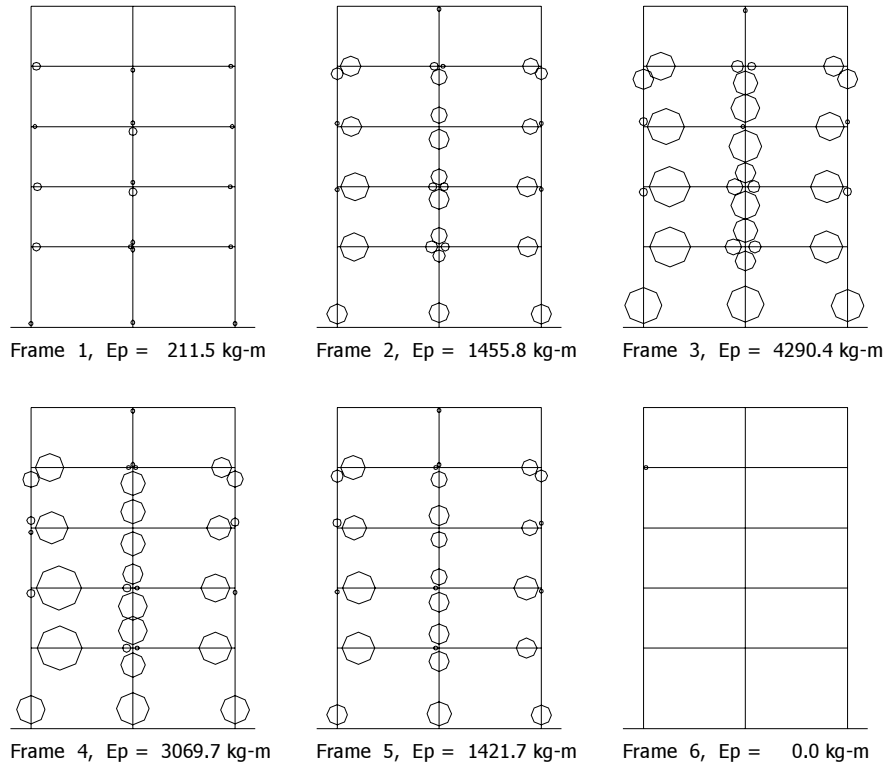 Frame 1, Ep = 211.5 kg-m
Frame 2, Ep = 1455.8 kg-m
Frame 3, Ep = 4290.4 kg-m
Frame 4, Ep = 3069.7 kg-m
Frame 5, Ep = 1421.7 kg-m
Frame 6, Ep = 0.0 kg-m